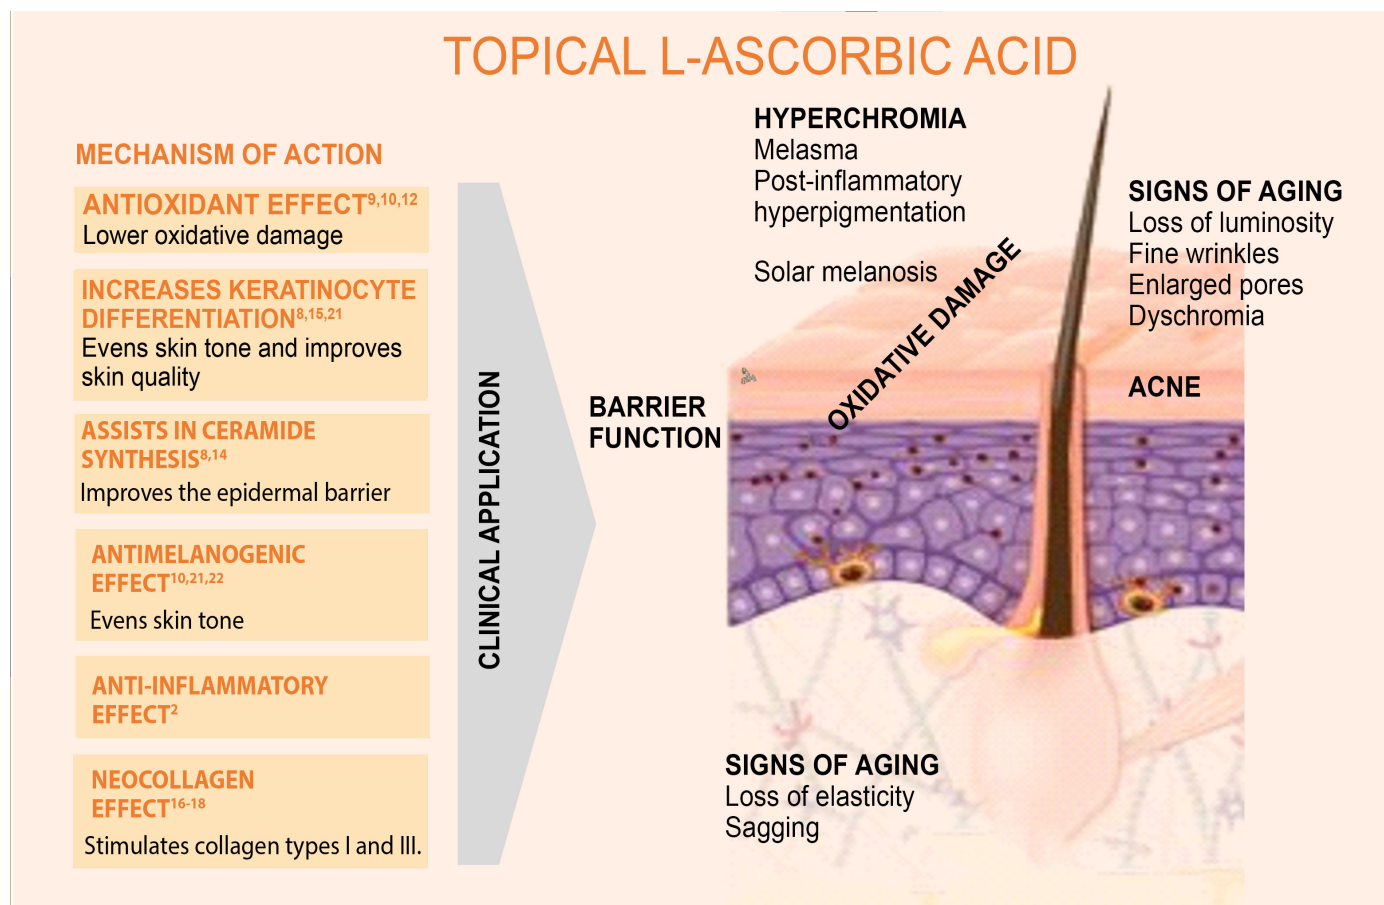 TOPICAL L-ASCORBIC ACID
MECHANISM OF ACTION
ANTIOXIDANT EFFECT9,10,12
Lower oxidative damage
INCREASES KERATINOCYTE
DIFFERENTIATION8,15,21
Evens skin tone and improves
skin quality
ASSISTS IN CERAMIDE
SYNTHESIS8,14
Improves the epidermal barrier
ANTIMELANOGENIC
EFFECT10,21,22
Evens skin tone
ANTI-INFLAMMATORY
EFFECT2
NEOCOLLAGEN
EFFECT16-18
Stimulates collagen types I and III.
CLINICAL APPLICATION
BARRIER
FUNCTION
HYPERCHROMIA
Melasma
Post-inflammatory
hyperpigmentation
Solar melanosis
OXIDATIVE DAMAGE
SIGNS OF AGING
Loss of luminosity
Fine wrinkles
Enlarged pores
Dyschromia
ACNE
SIGNS OF AGING
Loss of elasticity
Sagging